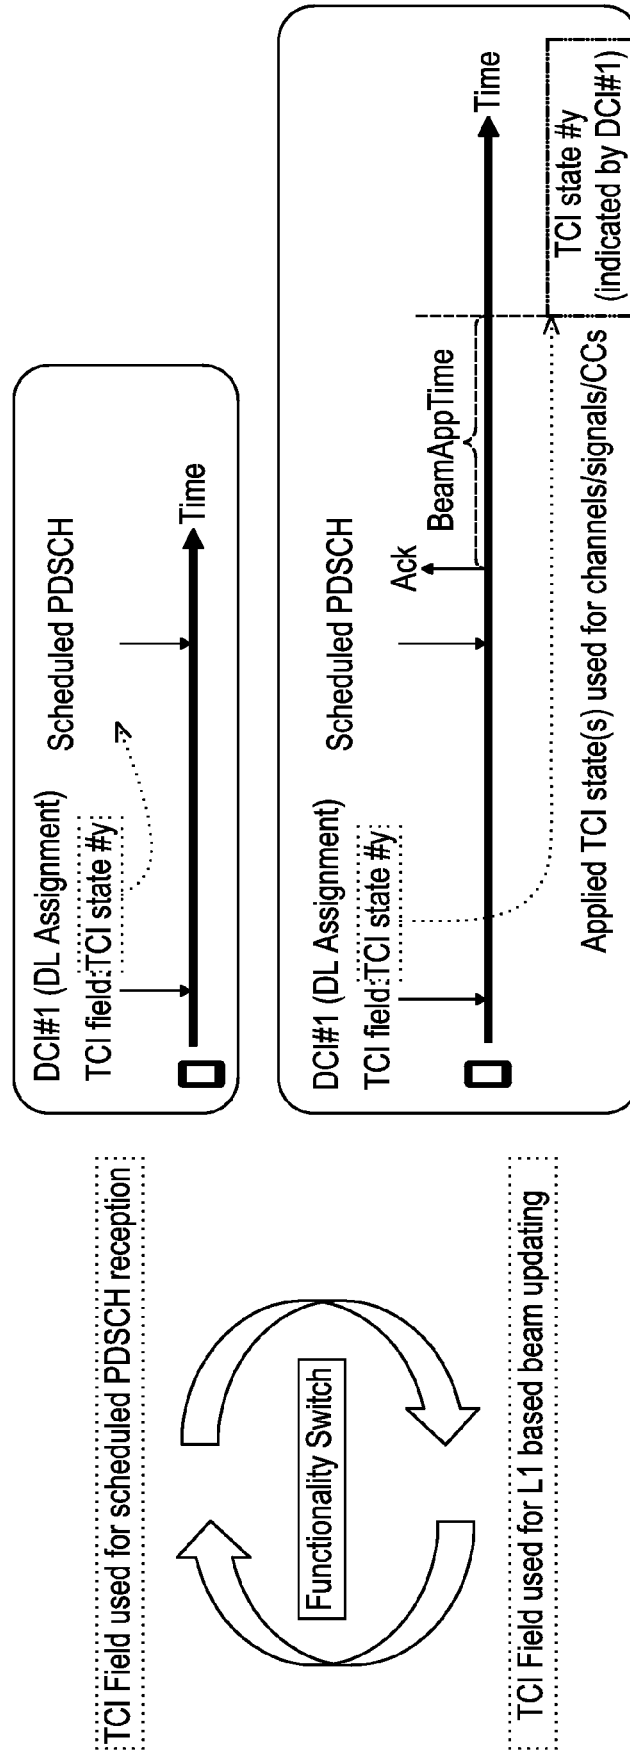 TCI Field used for scheduled PDSCH reception
Functionality Switch
TCI Field used for L1 based beam updating
DCI#1 (DL Assignment)
TCI field:TCI state #y
Scheduled PDSCH
Time
DCI#1 (DL Assignment)
TCI field:TCI state #y
Scheduled PDSCH
Ack
BeamAppTime
Time
Applied TCI state(s) used for channels/signals/CCs
TCI state #y
(indicated by DCI#1)